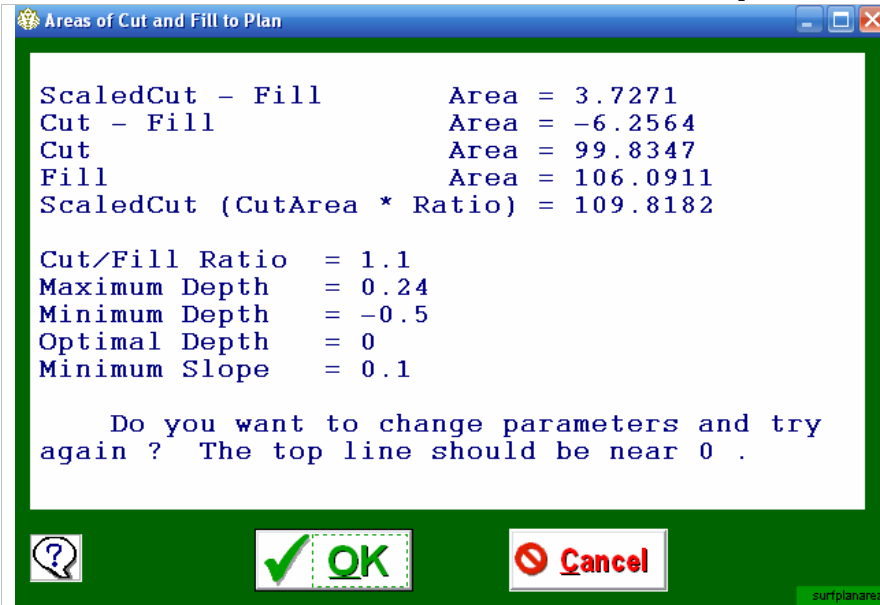 Areas of Cut and Fill to Plan
ScaledCut - Fill Area = 3.7271
Cut - Fill Area = -6.2564
Cut Area = 99.8347
Fill Area = 106.0911
ScaledCut (CutArea * Ratio) = 109.8182
Cut/Fill Ratio = 1.1
Maximum Depth = 0.24
Minimum Depth = -0.5
Optimal Depth = 0
Minimum Slope = 0.1
Do you want to change parameters and try
again ? The top line should be near 0 .
OK
Cancel
surfplanarea